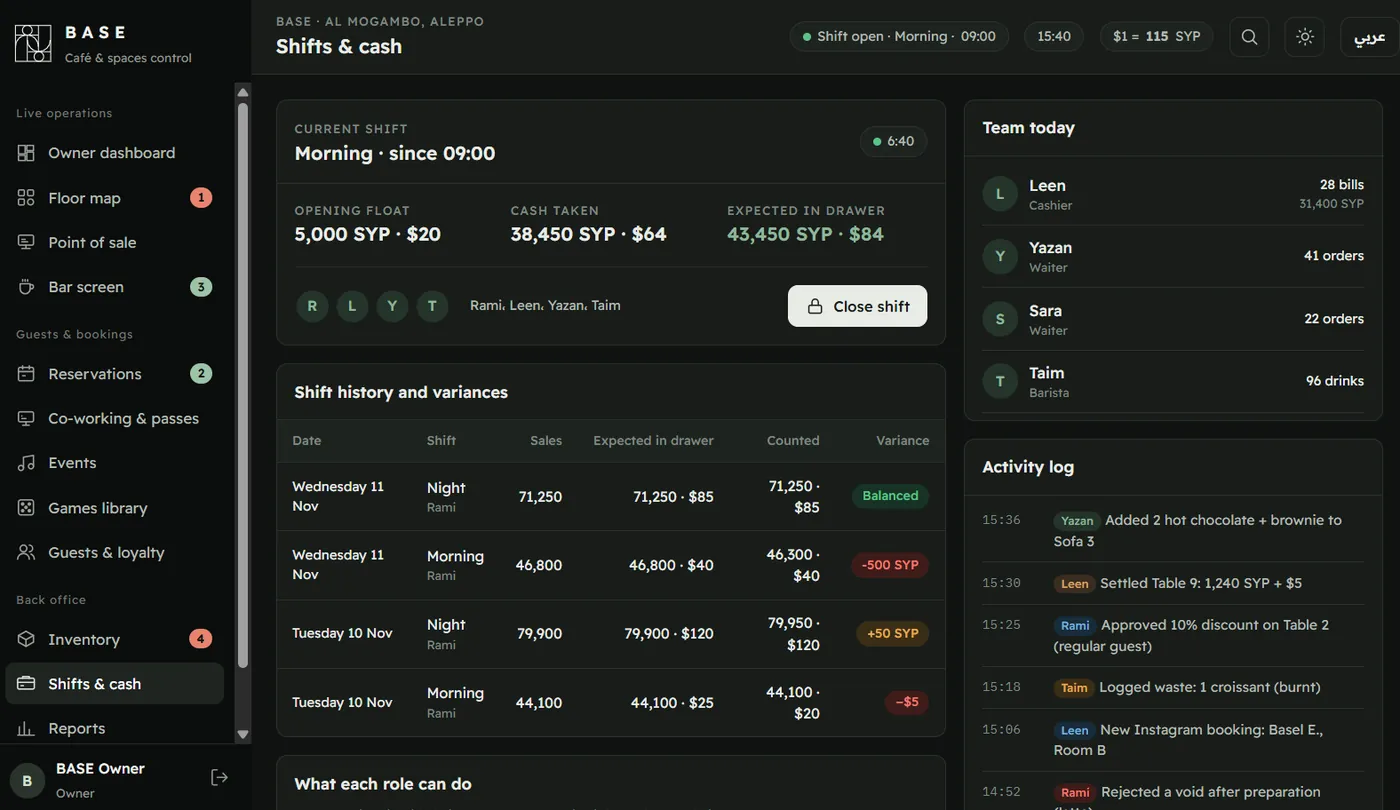 BASE
Café & spaces control
Live operations
Owner dashboard
Floor map 1
Point of sale
Bar screen 3
Guests & bookings
Reservations 2
Co-working & passes
Events
Games library
Guests & loyalty
Back office
Inventory 4
Shifts & cash
Reports
B BASE Owner
Owner
BASE · AL MOGAMBO, ALEPPO
Shifts & cash
Shift open · Morning · 09:00
15:40
$1 = 115 SYP
عربي
CURRENT SHIFT
Morning · since 09:00
6:40
OPENING FLOAT
5,000 SYP · $20
CASH TAKEN
38,450 SYP · $64
EXPECTED IN DRAWER
43,450 SYP · $84
R L Y T Rami، Leen، Yazan، Taim
Close shift
Shift history and variances
Date Shift Sales Expected in drawer Counted Variance
Wednesday 11 Nov Night Rami 71,250 71,250 · $85 71,250 · $85 Balanced
Wednesday 11 Nov Morning Rami 46,800 46,800 · $40 46,300 · $40 -500 SYP
Tuesday 10 Nov Night Rami 79,900 79,900 · $120 79,950 · $120 +50 SYP
Tuesday 10 Nov Morning Rami 44,100 44,100 · $25 44,100 · $20 −$5
What each role can do
Team today
L Leen 28 bills
Cashier 31,400 SYP
Y Yazan 41 orders
Waiter
S Sara 22 orders
Waiter
T Taim 96 drinks
Barista
Activity log
15:36 Yazan Added 2 hot chocolate + brownie to
Sofa 3
15:30 Leen Settled Table 9: 1,240 SYP + $5
15:25 Rami Approved 10% discount on Table 2
(regular guest)
15:18 Taim Logged waste: 1 croissant (burnt)
15:06 Leen New Instagram booking: Basel E.,
Room B
14:52 Rami Rejected a void after preparation